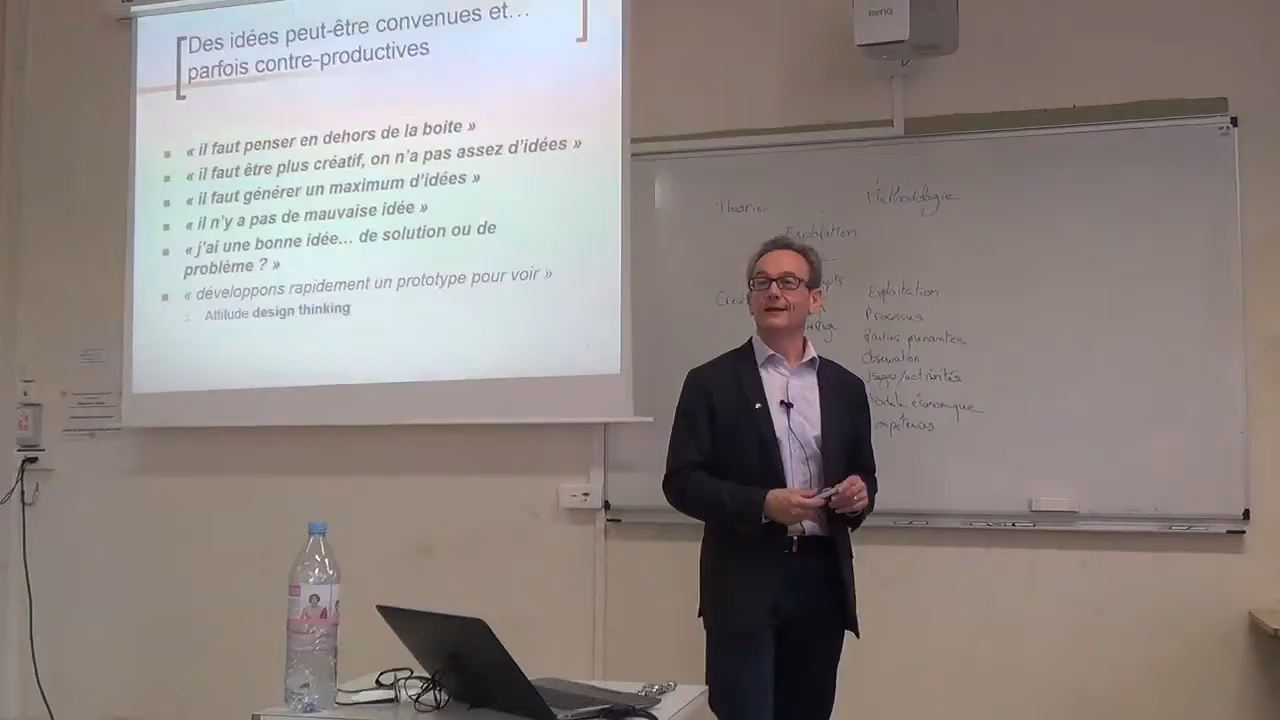 Des idées peut-être convenues et…
parfois contre-productives
« il faut penser en dehors de la boite »
« il faut être plus créatif, on n’a pas assez d’idées »
« il faut générer un maximum d’idées »
« il n’y a pas de mauvaise idée »
« j’ai une bonne idée… de solution ou de
problème ? »
« développons rapidement un prototype pour voir »
Attitude design thinking
Théorie
Méthodologie
Exploitation
Processus
Parties prenantes
Observation
Usages/activités
Modèle économique